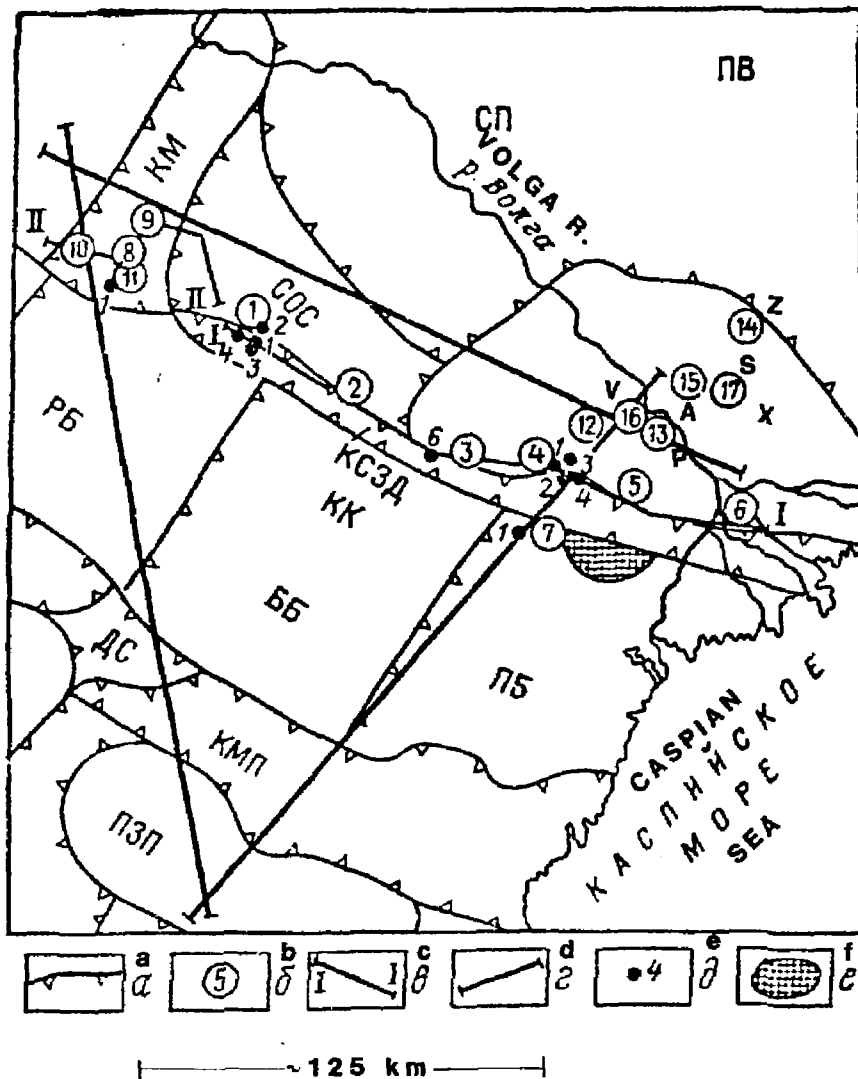 ПВ
СП
VOLGA R.
р. Волга
КМ
II
9
10
8
11
1
II
СОС
1
2
I
1
4
3
2
РБ
КСЗД
КК
ББ
ДС
КМП
ПЗП
ПБ
6
3
4
1
3
2
4
5
1
7
12
V
16
13
P
A
15
17
S
X
14
Z
6
I
CASPIAN
КАСПИЙСКОЕ
МОРЕ
SEA
a а
5 b б
I I c в
d г
4 e д
f е
~125 km